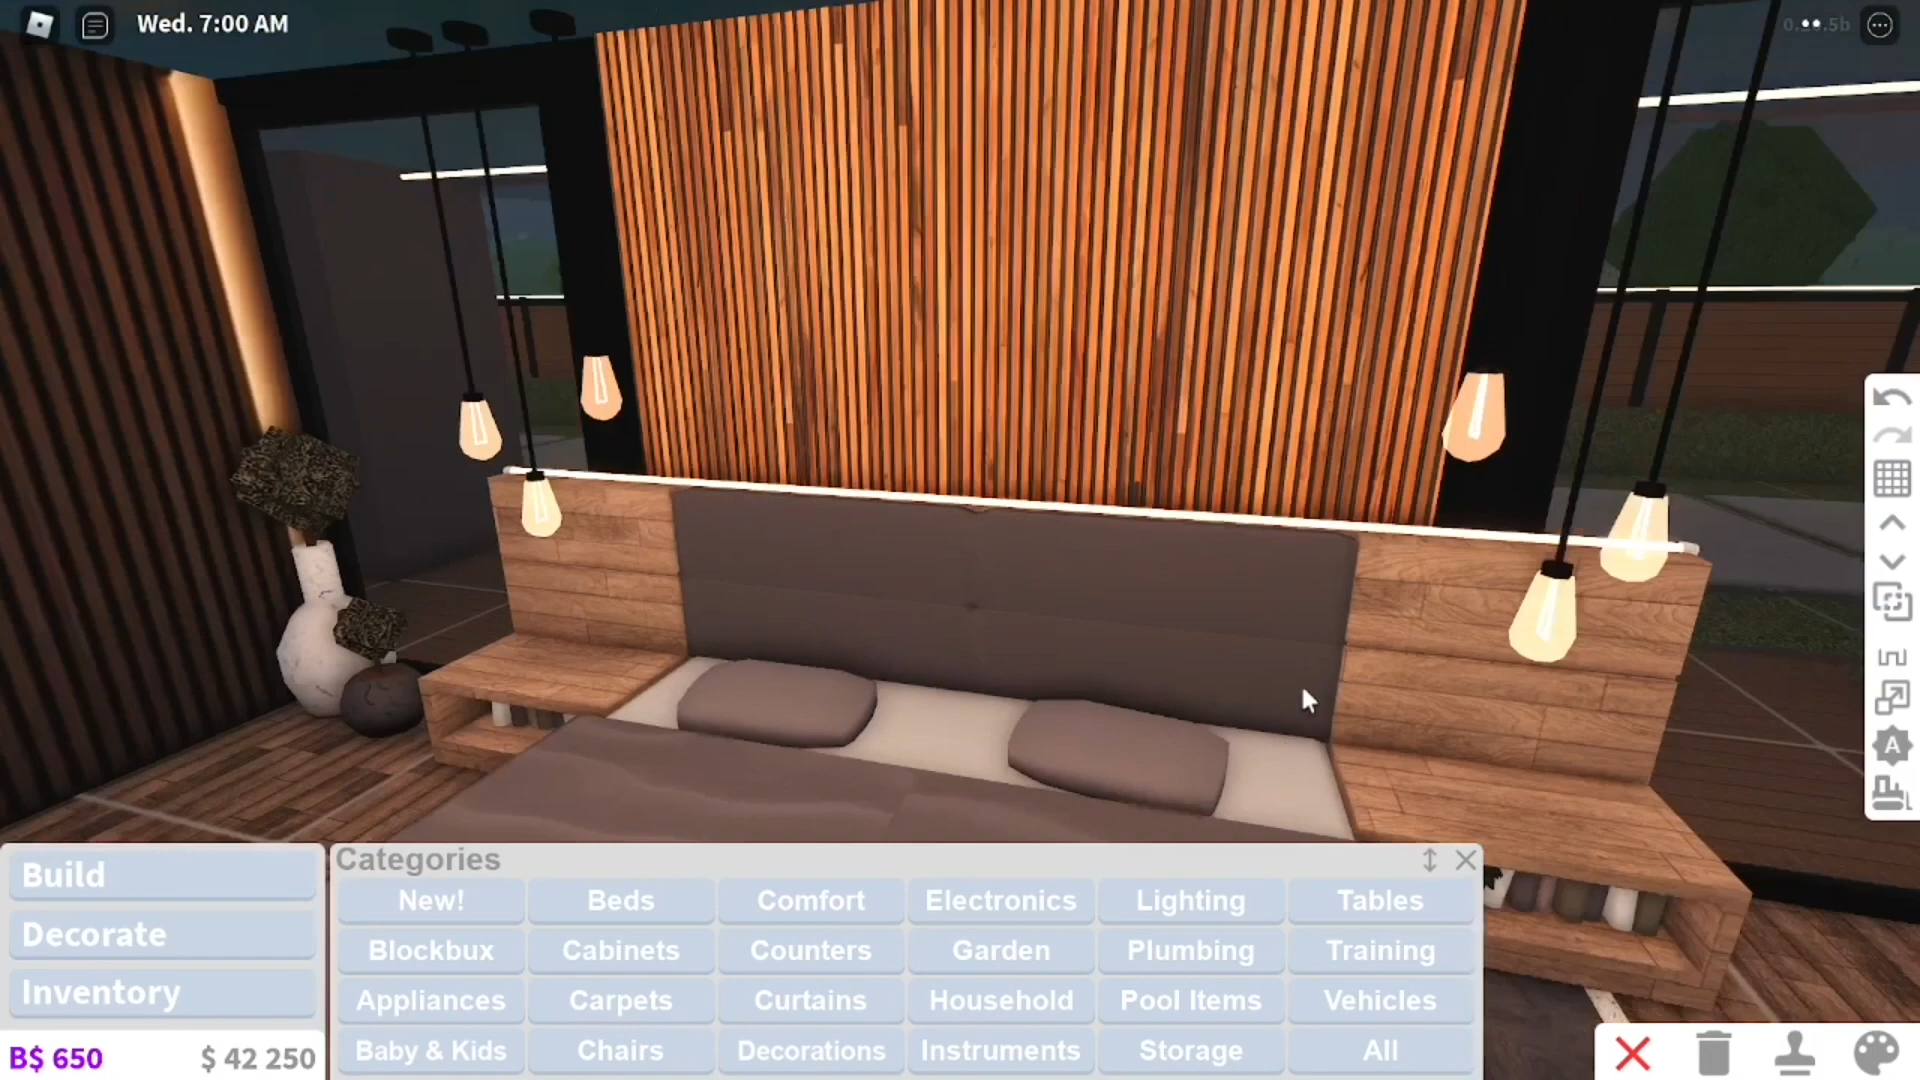 Wed. 7:00 AM
Build
Decorate
Inventory
B$ 650
$ 42 250
Categories
New! Beds Comfort Electronics Lighting Tables
Blockbux Cabinets Counters Garden Plumbing Training
Appliances Carpets Curtains Household Pool Items Vehicles
Baby & Kids Chairs Decorations Instruments Storage All
A